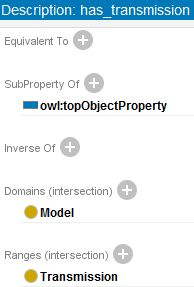 Description: has_transmission
Equivalent To
SubProperty Of
owl:topObjectProperty
Inverse Of
Domains (intersection)
Model
Ranges (intersection)
Transmission